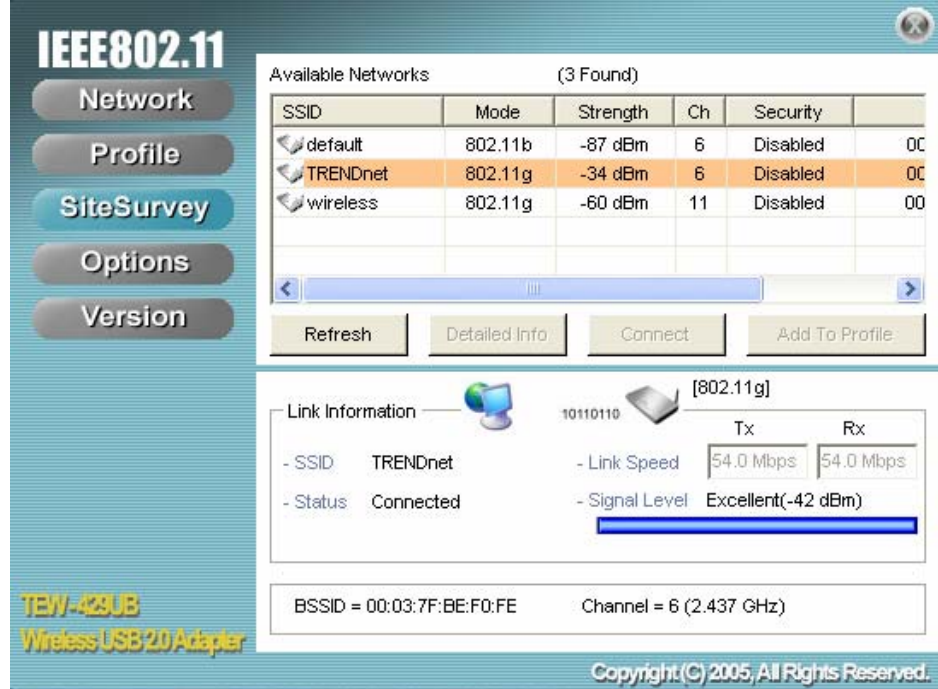 IEEE802.11
Network
Profile
SiteSurvey
Options
Version
Available Networks (3 Found)
SSID Mode Strength Ch Security
default 802.11b -87 dBm 6 Disabled 00
TRENDnet 802.11g -34 dBm 6 Disabled 00
wireless 802.11g -60 dBm 11 Disabled 00
Refresh Detailed Info Connect Add To Profile
Link Information 10110110 [802.11g]
Tx Rx
- SSID TRENDnet - Link Speed 54.0 Mbps 54.0 Mbps
- Status Connected - Signal Level Excellent(-42 dBm)
BSSID = 00:03:7F:BE:F0:FE Channel = 6 (2.437 GHz)
TEW-429UB
Wireless USB 2.0 Adapter
Copyright (C) 2005, All Rights Reserved.